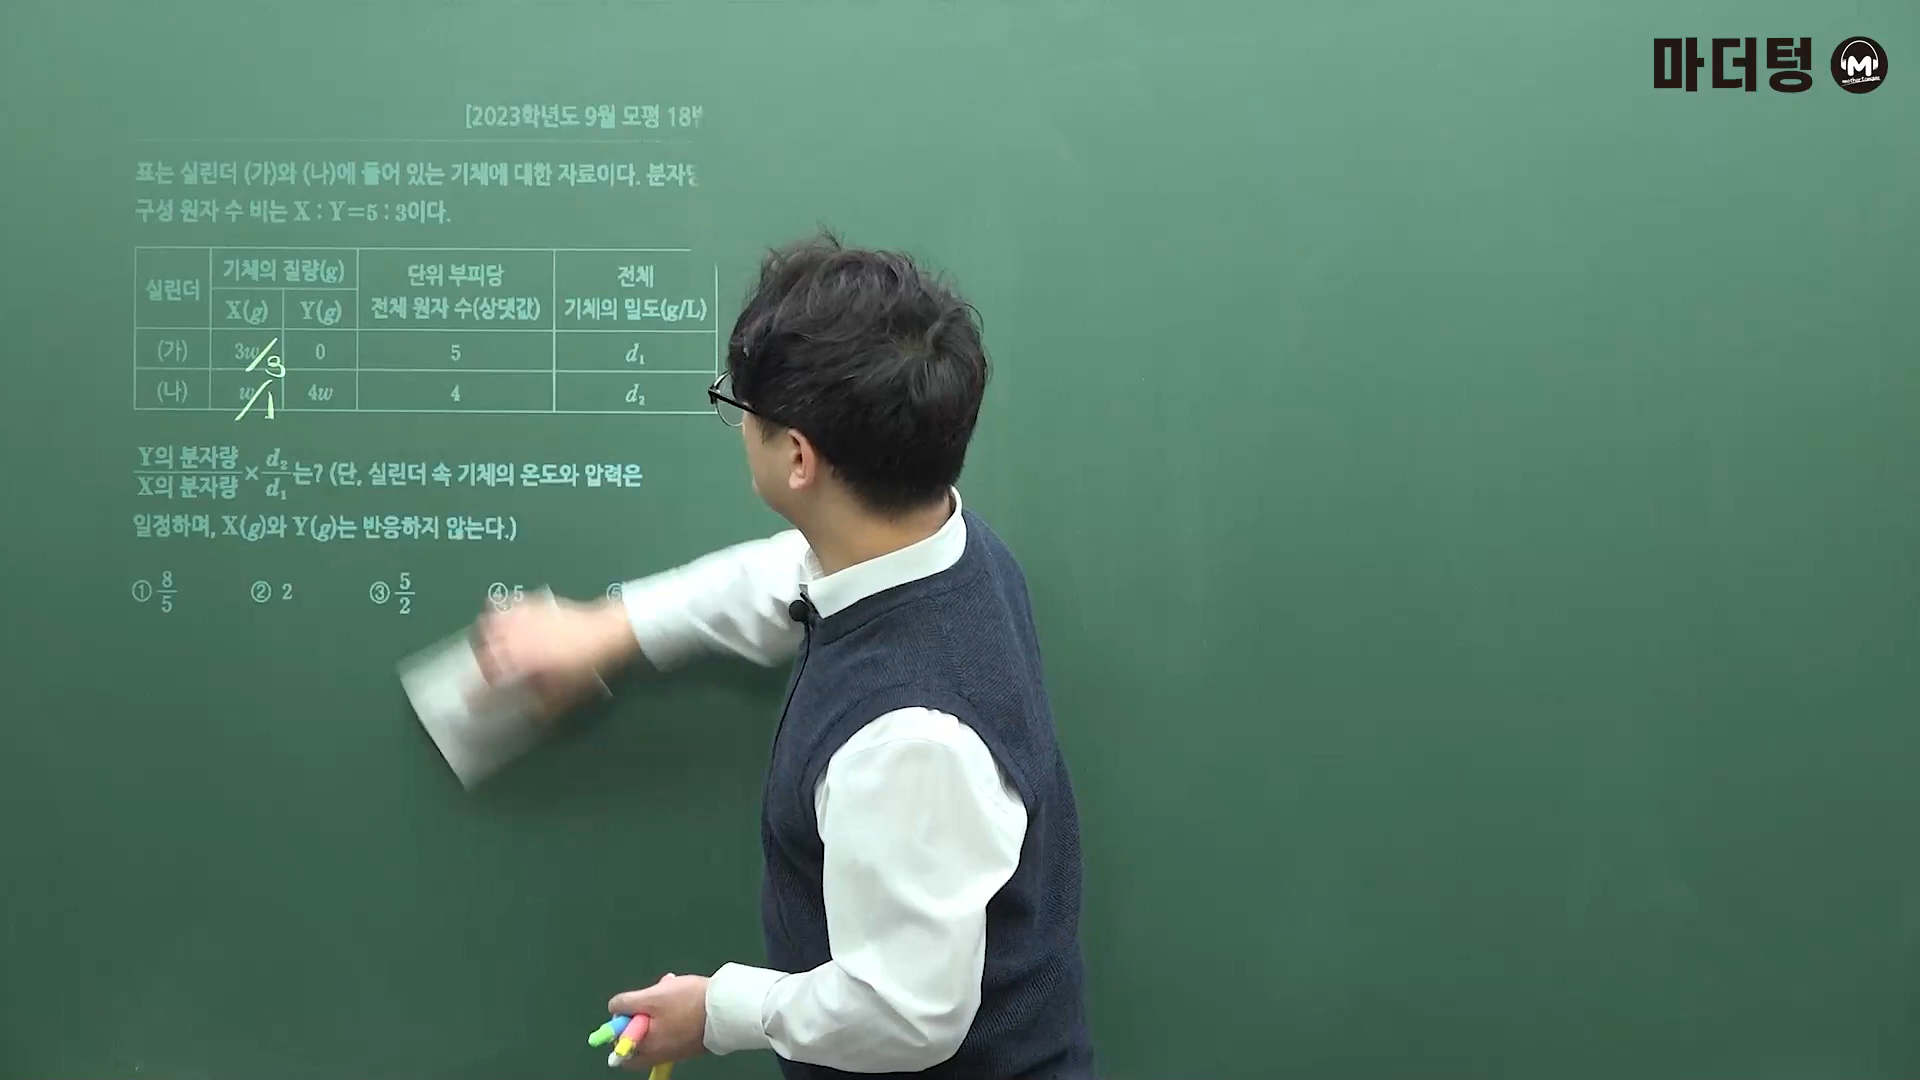 마더텅 M
[2023학년도 9월 모평 18
표는 실린더 (가)와 (나)에 들어 있는 기체에 대한 자료이다.
구성 원자 수 비는 X : Y=5 : 3이다.
실린더 기체의 질량(g) 단위 부피당 전체 원자 수(상댓값) 전체 기체의 밀도(g/L)
X(g) Y(g)
(가) 3w 0 5 d₁
3
(나) w 4w 4 d₂
1
Y의 분자량/X의 분자량 × d₂/d₁는? (단, 실린더 속 기체의 온도와 압력은
일정하며, X(g)와 Y(g)는 반응하지 않는다.)
① 8/5 ② 2 ③ 5/2 ④ 5 ⑤